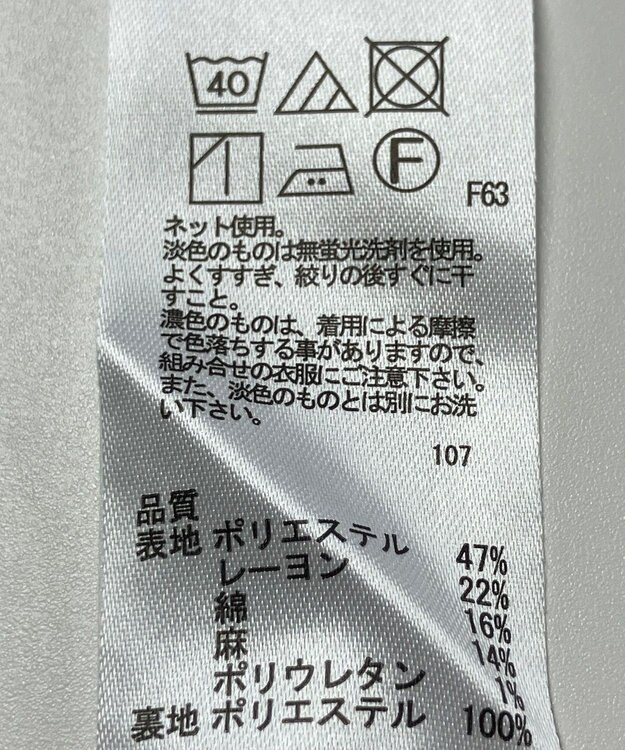 40
F
F63
ネット使用。
淡色のものは無蛍光洗剤を使用。
よくすすぎ、絞りの後すぐに干
すこと。
濃色のものは、着用による摩擦
で色落ちする事がありますので、
組み合せの衣服にご注意下さい。
また、淡色のものとは別にお洗
い下さい。
107
品質
表地 ポリエステル 47%
レーヨン 22%
綿 16%
麻 14%
ポリウレタン 1%
裏地 ポリエステル 100%